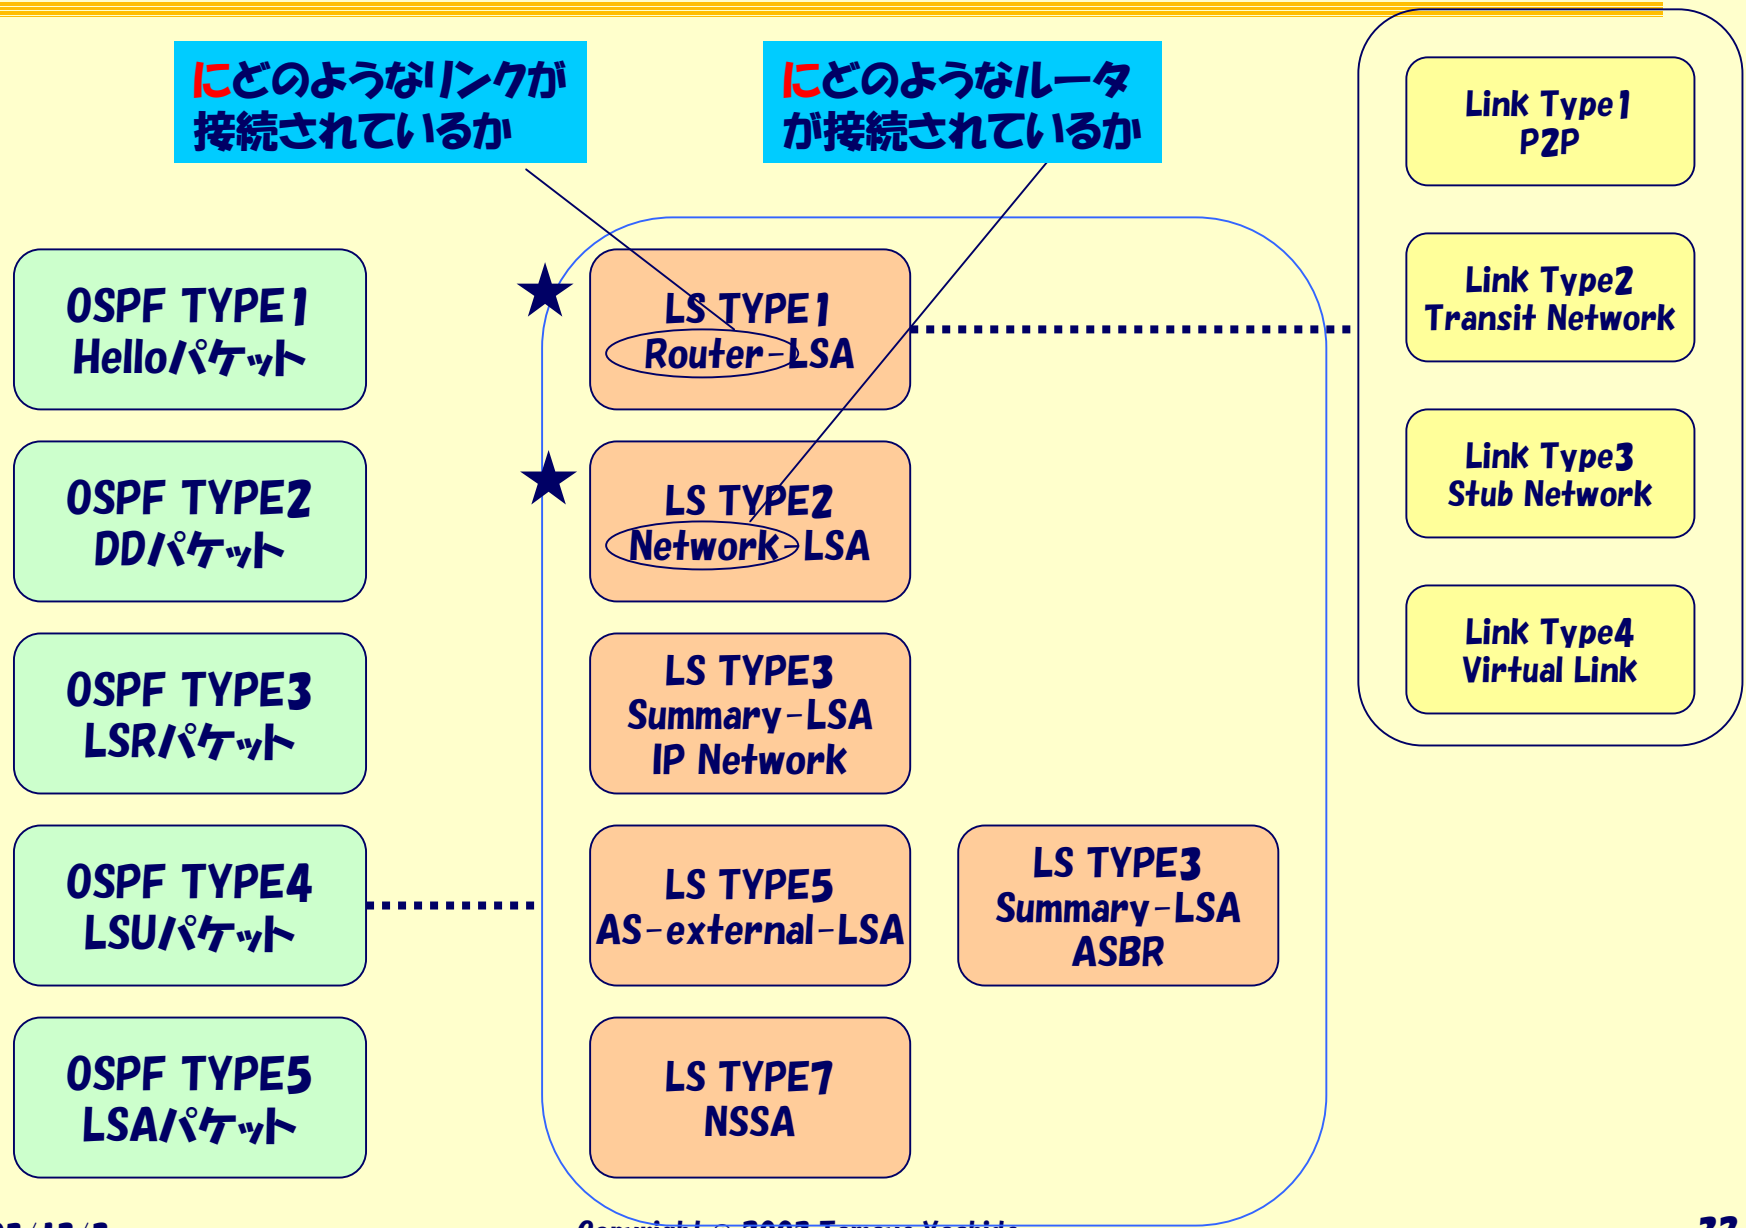 にどのようなリンクが
接続されているか
にどのようなルータ
が接続されているか
OSPF TYPE1
Helloパケット
OSPF TYPE2
DDパケット
OSPF TYPE3
LSRパケット
OSPF TYPE4
LSUパケット
OSPF TYPE5
LSAパケット
LS TYPE1
Router-LSA
LS TYPE2
Network-LSA
LS TYPE3
Summary-LSA
IP Network
LS TYPE5
AS-external-LSA
LS TYPE3
Summary-LSA
ASBR
LS TYPE7
NSSA
Link Type1
P2P
Link Type2
Transit Network
Link Type3
Stub Network
Link Type4
Virtual Link
Copyright ©